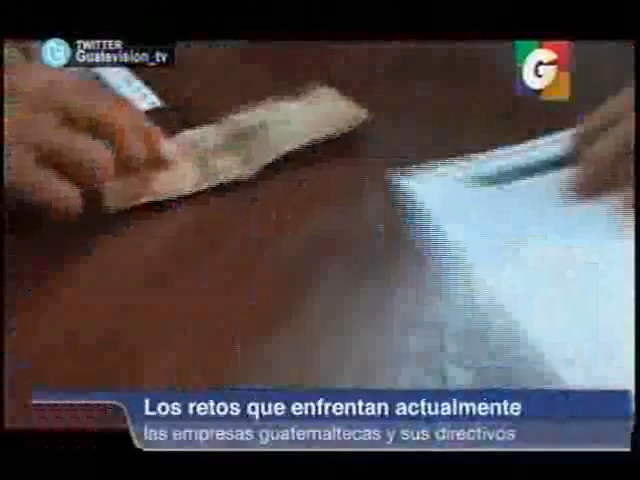 TWITTER
Guatevision_tv
G
Los retos que enfrentan actualmente
las empresas guatemaltecas y sus directivos